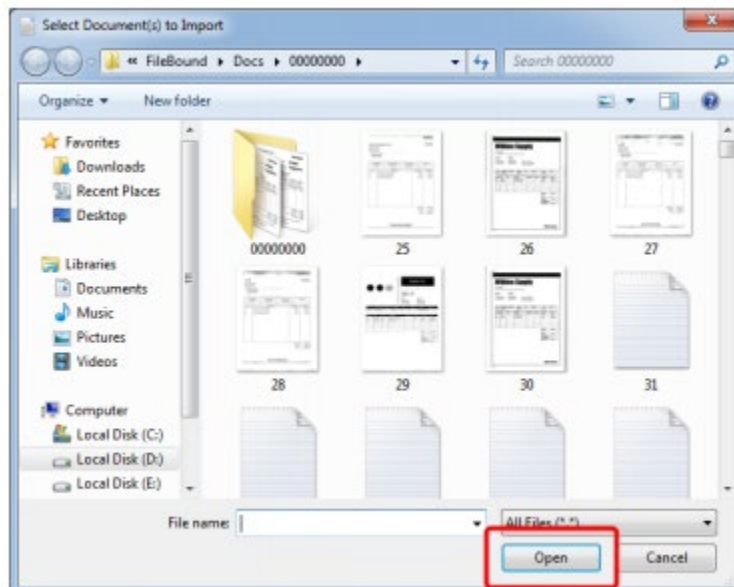 Select Document(s) to Import
« FileBound ▸ Docs ▸ 00000000 ▸
Search 00000000
Organize ▾ New folder
Favorites
Downloads
Recent Places
Desktop
Libraries
Documents
Music
Pictures
Videos
Computer
Local Disk (C:)
Local Disk (D:)
Local Disk (E:)
00000000 25 26 27
28 29 30 31
File name:
All Files (*.*)
Open Cancel